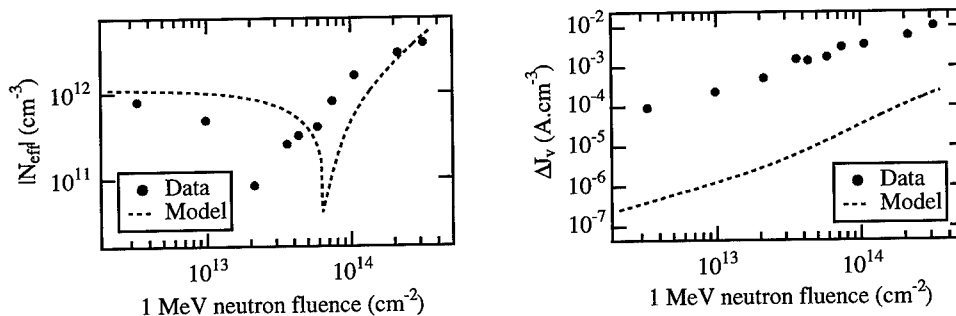 |N_eff| (cm^-3)
10^12
10^11
Data
Model
10^13
10^14
1 MeV neutron fluence (cm^-2)
ΔJ_v (A.cm^-3)
10^-2
10^-3
10^-4
10^-5
10^-6
10^-7
Data
Model
10^13
10^14
1 MeV neutron fluence (cm^-2)